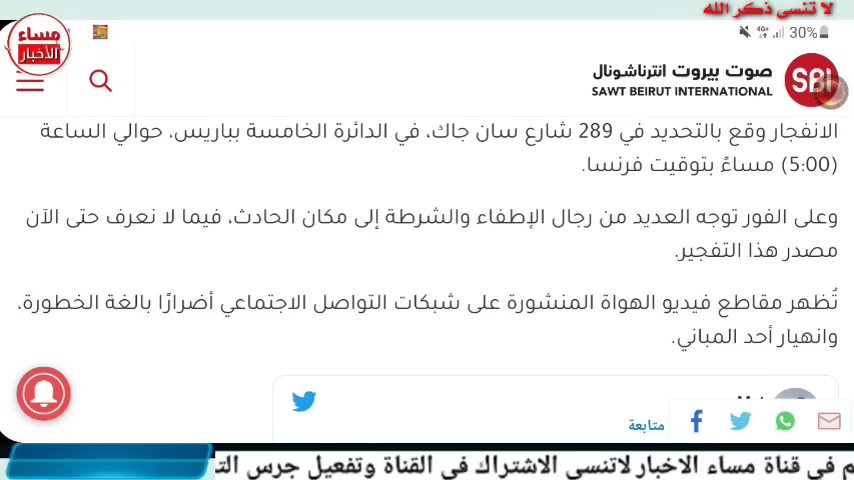 لا تنسى ذكر الله
مساء
الأخبار
4G+
30%
صوت بيروت انترناشونال
SAWT BEIRUT INTERNATIONAL
SBI
الانفجار وقع بالتحديد في 289 شارع سان جاك، في الدائرة الخامسة بباريس، حوالي الساعة
(5:00) مساءً بتوقيت فرنسا.
وعلى الفور توجه العديد من رجال الإطفاء والشرطة إلى مكان الحادث، فيما لا نعرف حتى الآن
مصدر هذا التفجير.
تُظهر مقاطع فيديو الهواة المنشورة على شبكات التواصل الاجتماعي أضرارًا بالغة الخطورة،
وانهيار أحد المباني.
متابعة
م في قناة مساء الاخبار لاتنسى الاشتراك في القناة وتفعيل جرس الت